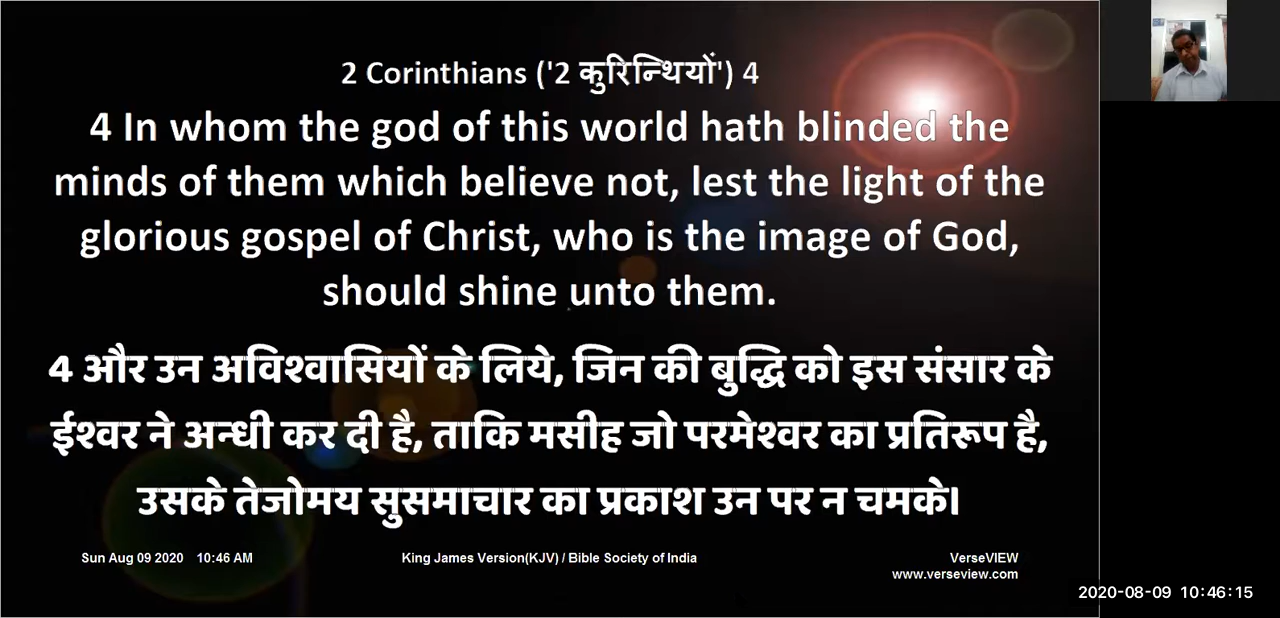 2 Corinthians ('2 कुरिन्थियों') 4
4 In whom the god of this world hath blinded the
minds of them which believe not, lest the light of the
glorious gospel of Christ, who is the image of God,
should shine unto them.
4 और उन अविश्वासियों के लिये, जिन की बुद्धि को इस संसार के
ईश्वर ने अन्धी कर दी है, ताकि मसीह जो परमेश्वर का प्रतिरूप है,
उसके तेजोमय सुसमाचार का प्रकाश उन पर न चमके।
Sun Aug 09 2020 10:46 AM
King James Version(KJV) / Bible Society of India
VerseVIEW
www.verseview.com
2020-08-09 10:46:15